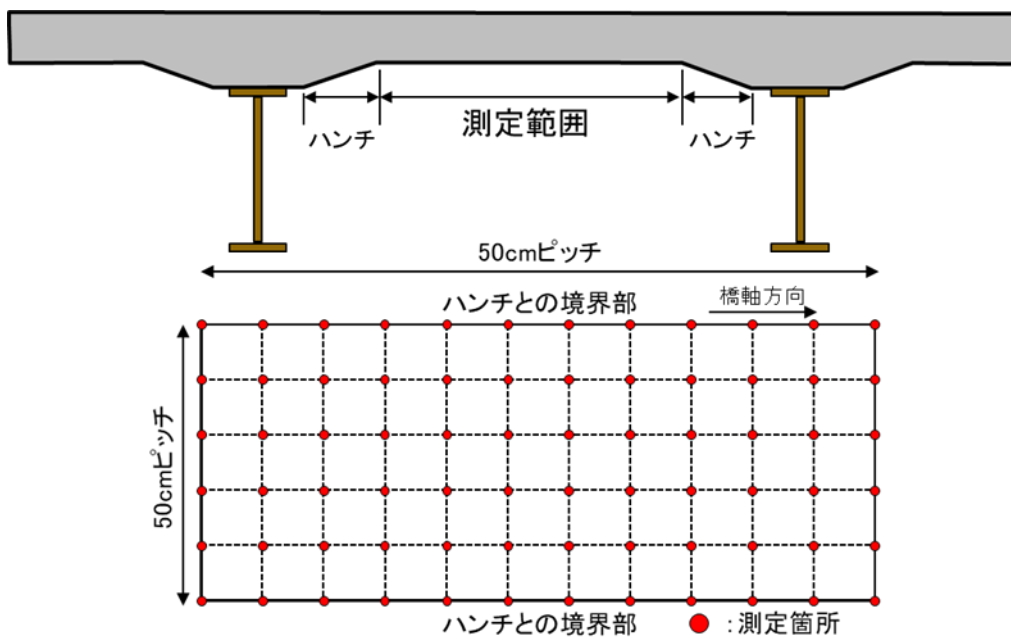 ハンチ
測定範囲
ハンチ
50cmピッチ
ハンチとの境界部
橋軸方向
50cmピッチ
ハンチとの境界部
:測定箇所